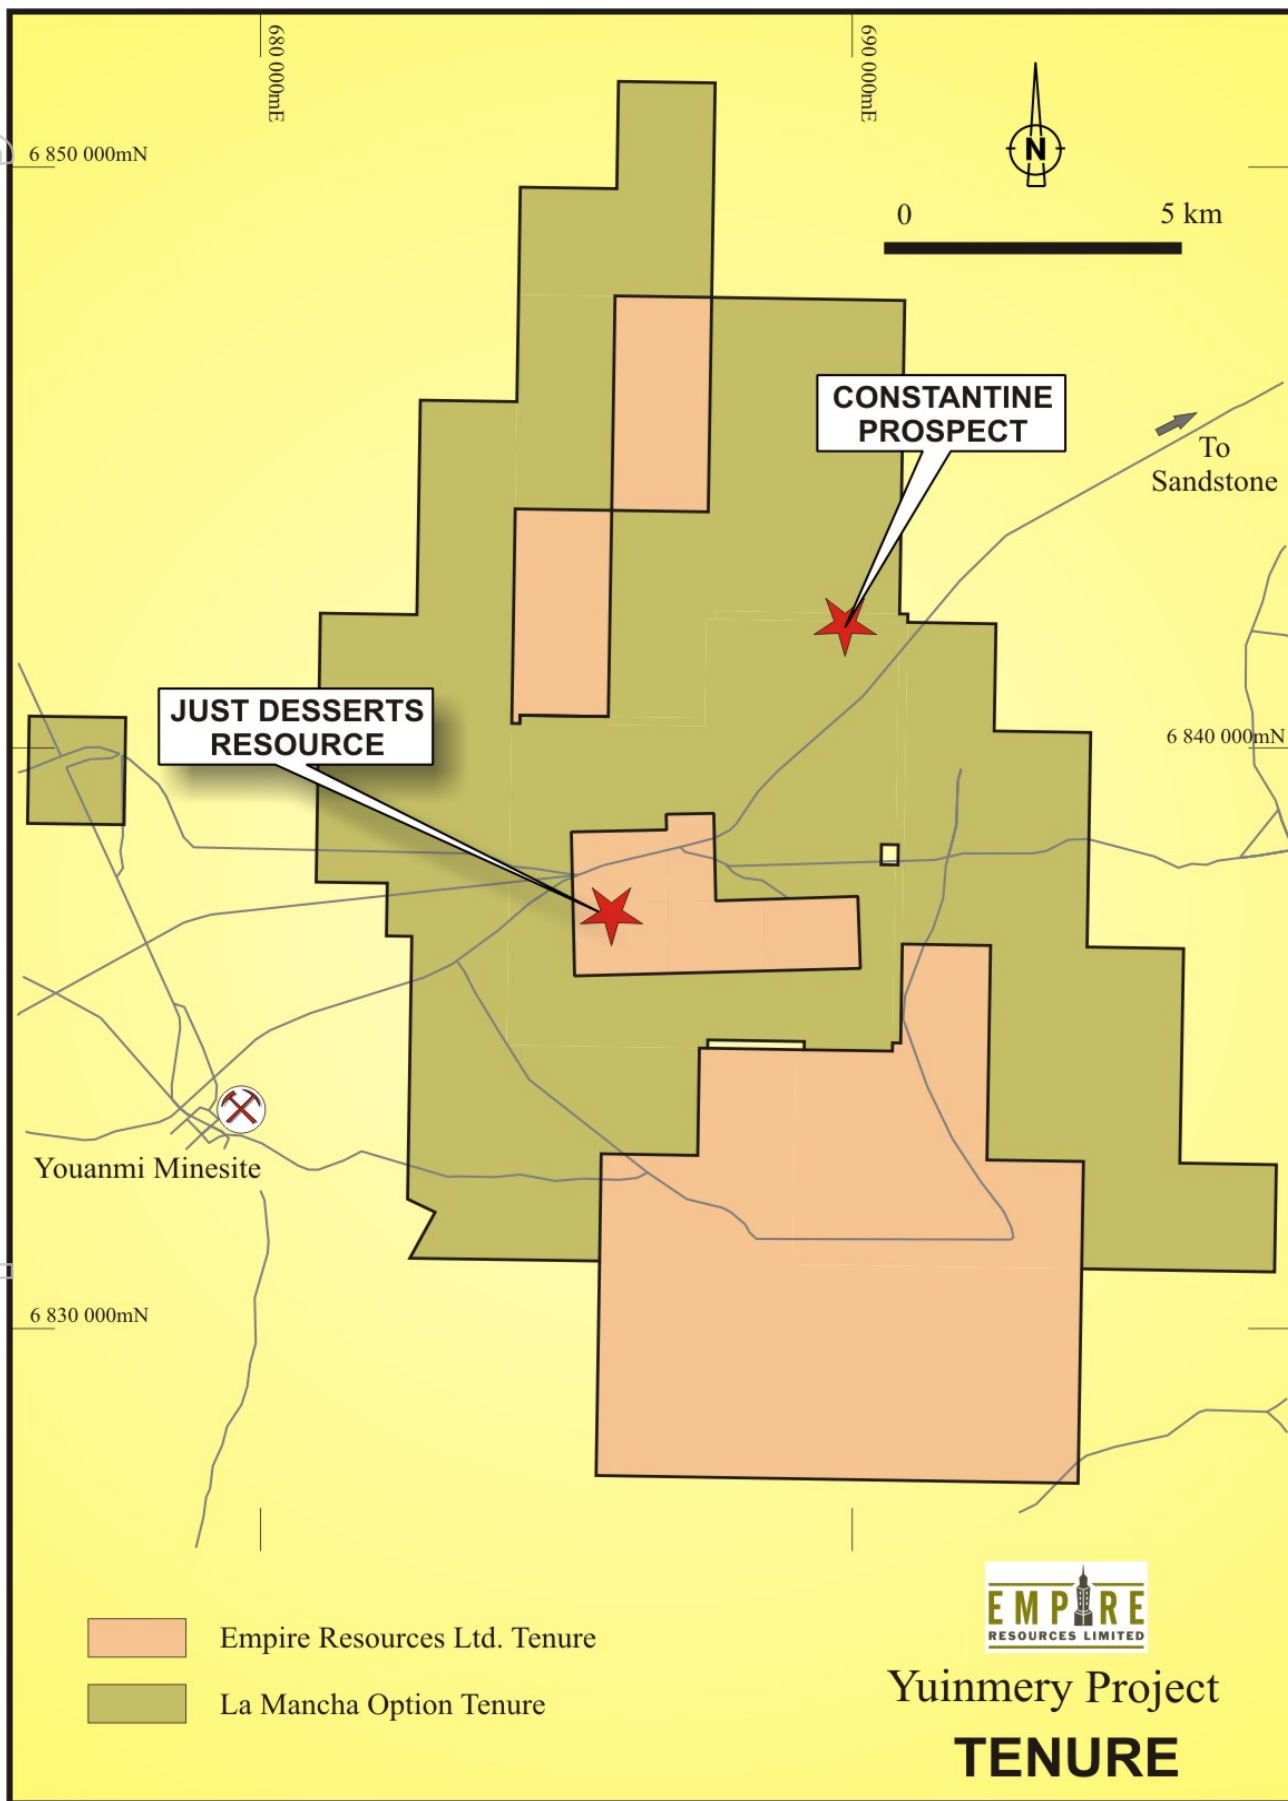 680 000mE
690 000mE
6 850 000mN
N
0 5 km
CONSTANTINE
PROSPECT
To
Sandstone
JUST DESSERTS
RESOURCE
6 840 000mN
Youanmi Minesite
6 830 000mN
EMPIRE
RESOURCES LIMITED
Empire Resources Ltd. Tenure
La Mancha Option Tenure
Yuinmery Project
TENURE